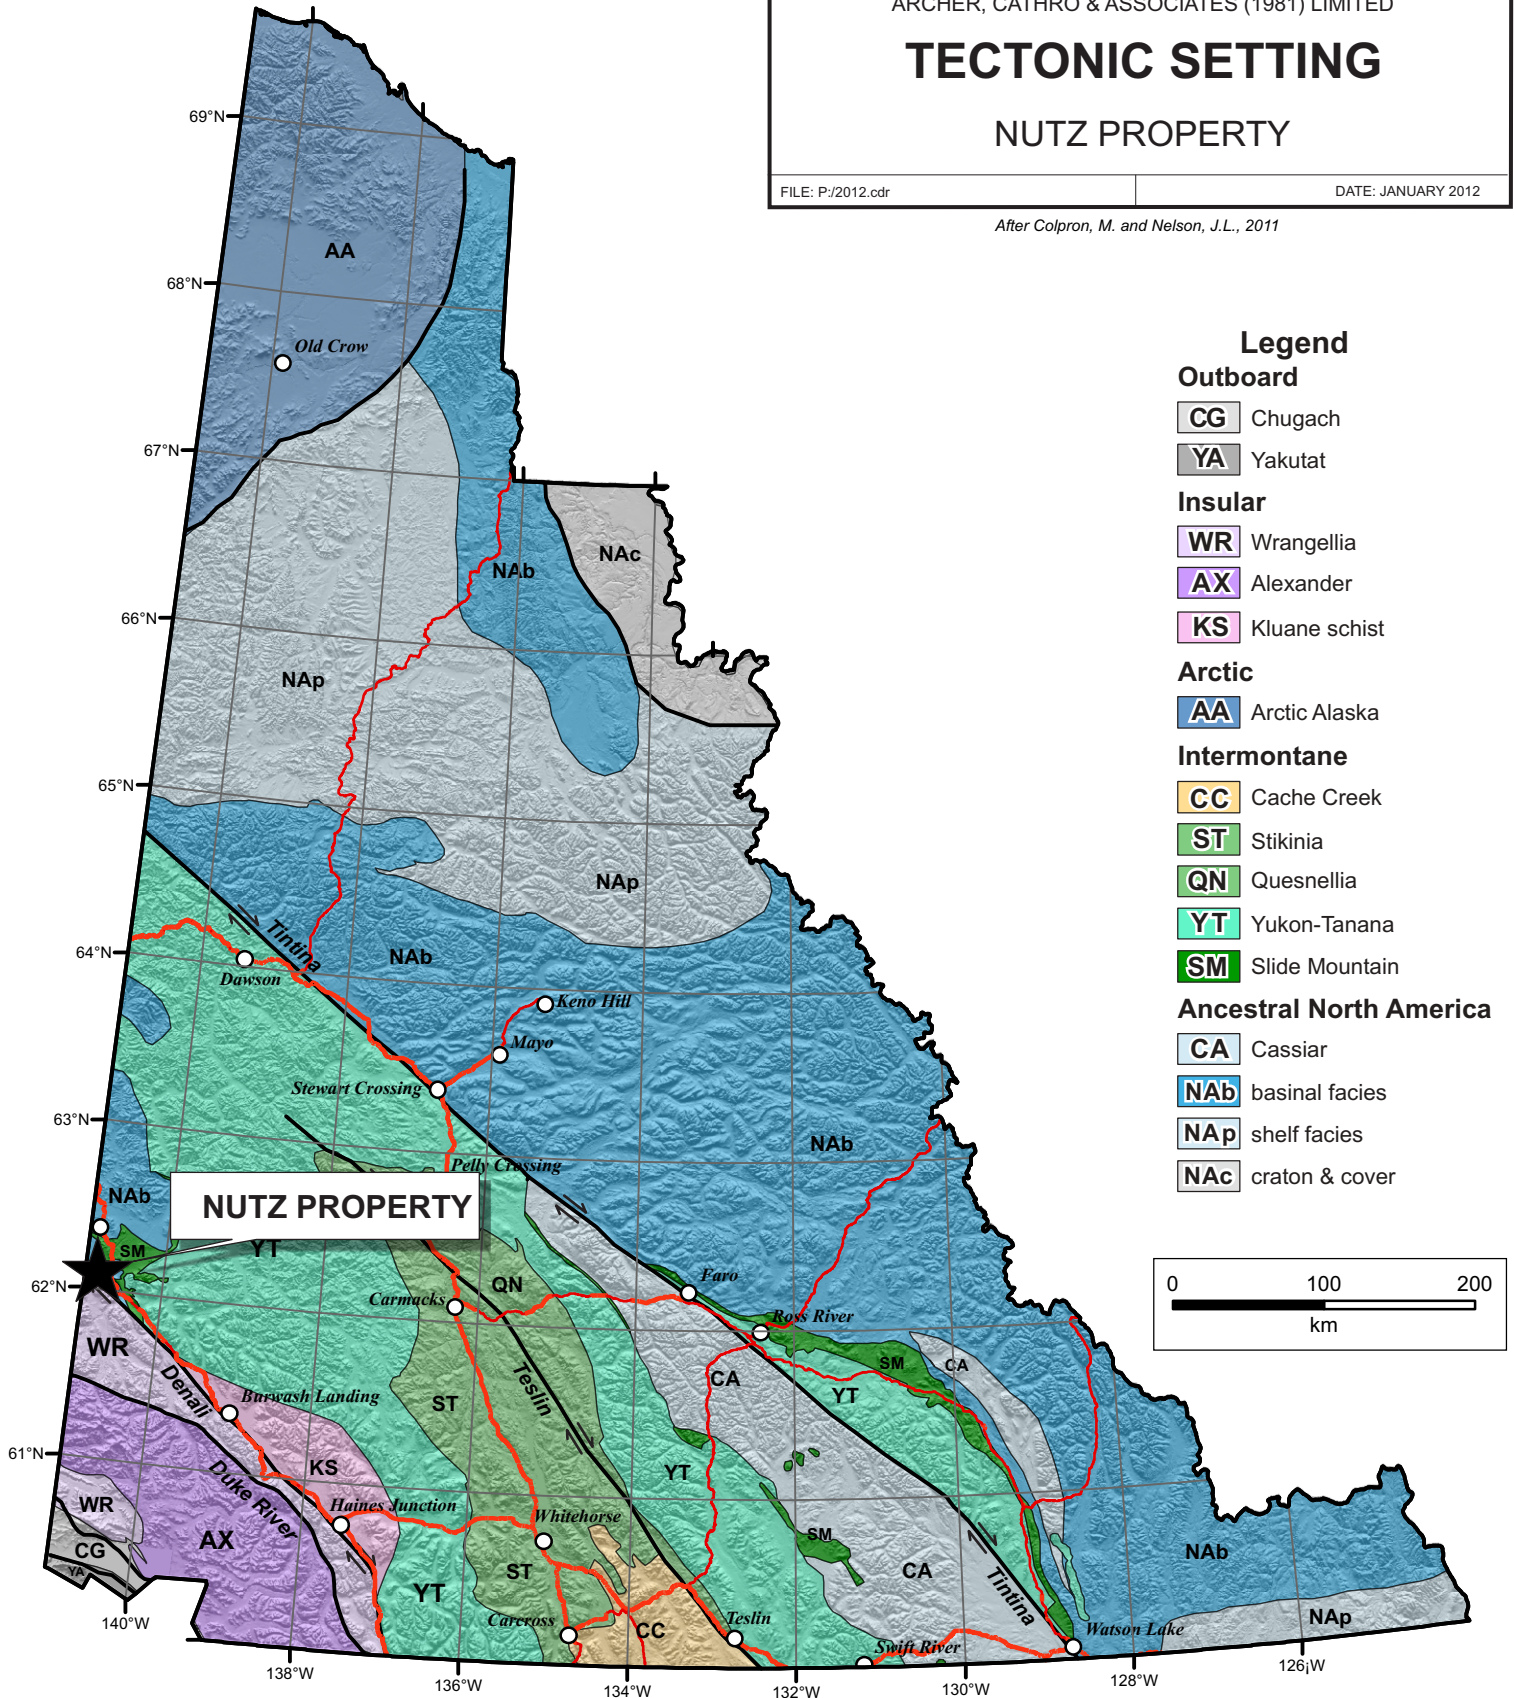 ARCHER, CATHRO & ASSOCIATES (1981) LIMITED
TECTONIC SETTING
NUTZ PROPERTY
FILE: P:/2012.cdr
DATE: JANUARY 2012
After Colpron, M. and Nelson, J.L., 2011
Legend
Outboard
CG Chugach
YA Yakutat
Insular
WR Wrangellia
AX Alexander
KS Kluane schist
Arctic
AA Arctic Alaska
Intermontane
CC Cache Creek
ST Stikinia
QN Quesnellia
YT Yukon-Tanana
SM Slide Mountain
Ancestral North America
CA Cassiar
NAb basinal facies
NAp shelf facies
NAc craton & cover
0 100 200
km
69°N
AA
68°N
Old Crow
67°N
NAc
NAb
66°N
NAp
65°N
NAp
Tintina
64°N
NAb
Dawson
Keno Hill
Mayo
Stewart Crossing
63°N
NAb
Pelly Crossing
NAb
NUTZ PROPERTY
SM
YT
62°N
QN
Faro
Carmacks
Ross River
WR
SM
CA
Denali
Teslin
CA
YT
Burwash Landing
ST
61°N
Duke River
KS
YT
WR
Haines Junction
Whitehorse
SM
AX
CG
YA
ST
CA
NAb
YT
Tintina
Carcross
CC
Teslin
Swift River
Watson Lake
NAp
140°W
138°W
136°W
134°W
132°W
130°W
128°W
126¡W